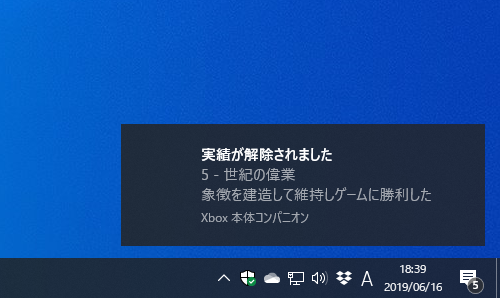 実績が解除されました
5 - 世紀の偉業
象徴を建造して維持しゲームに勝利した
Xbox 本体コンパニオン
A
18:39
2019/06/16
5